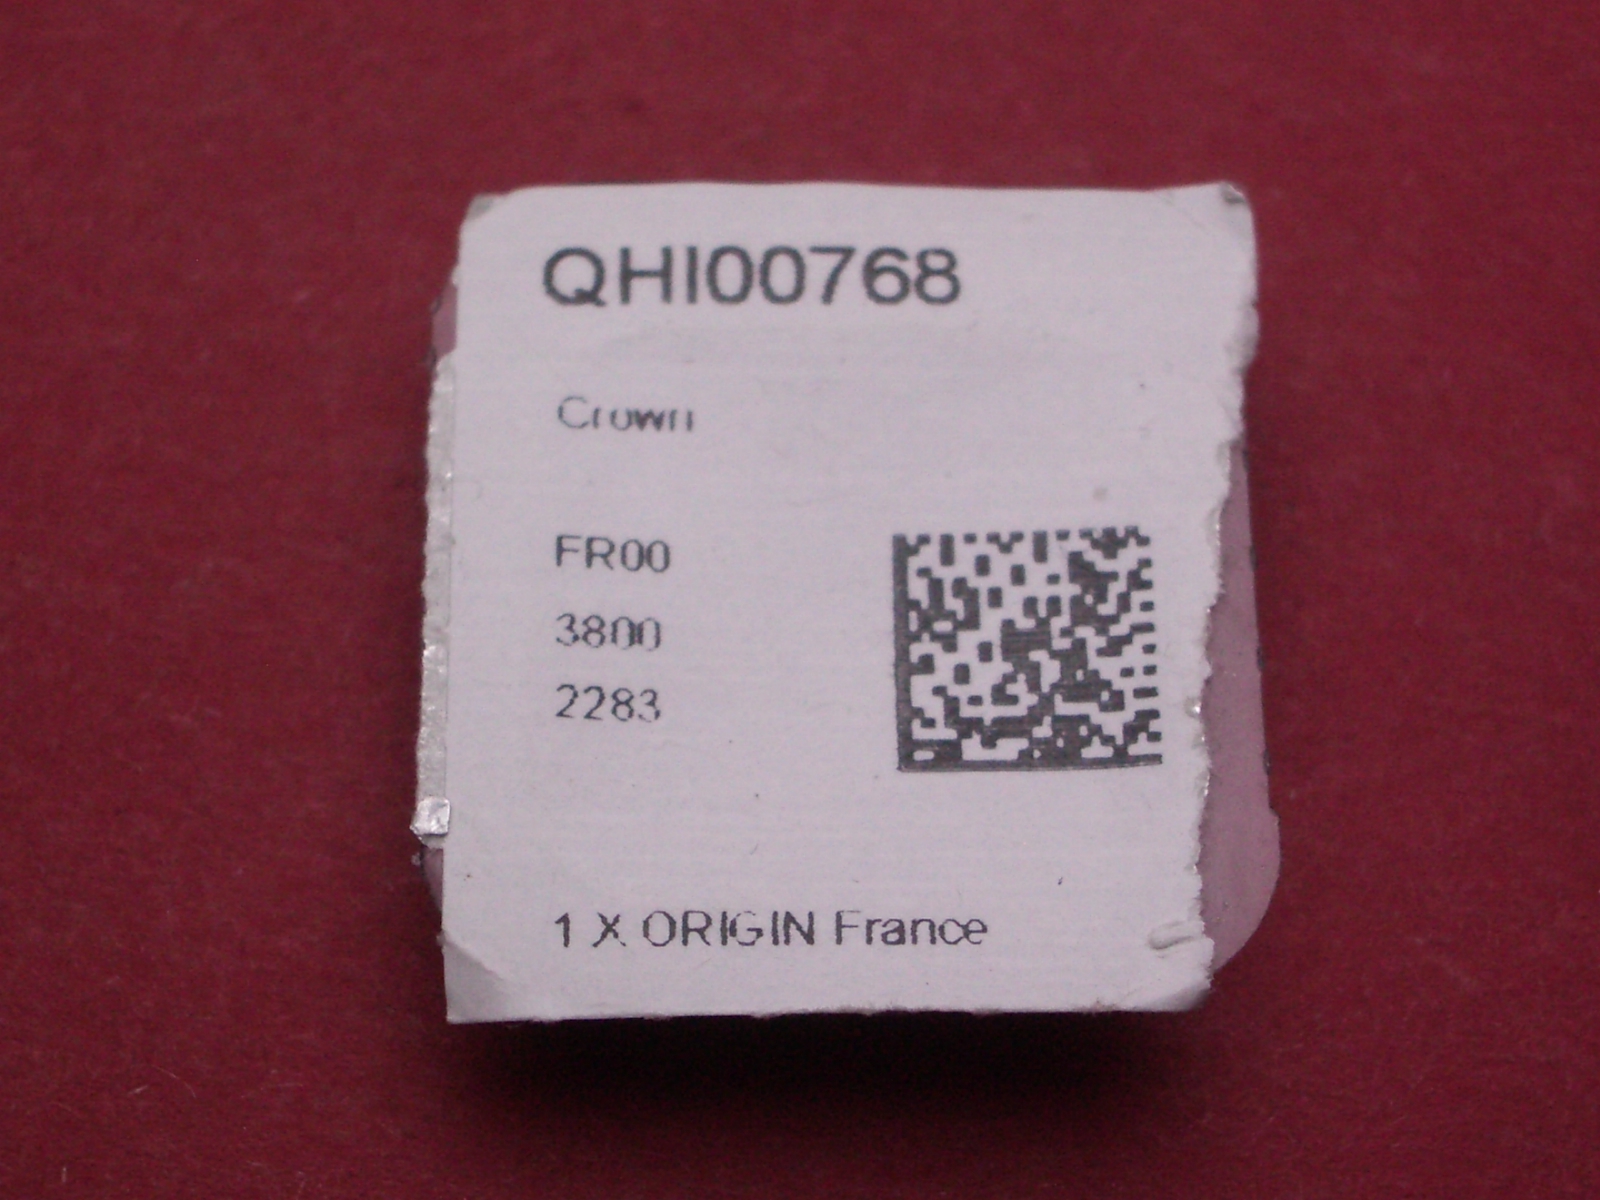 QHI00768
Crown
FR00
3800
2283
1 X ORIGIN France